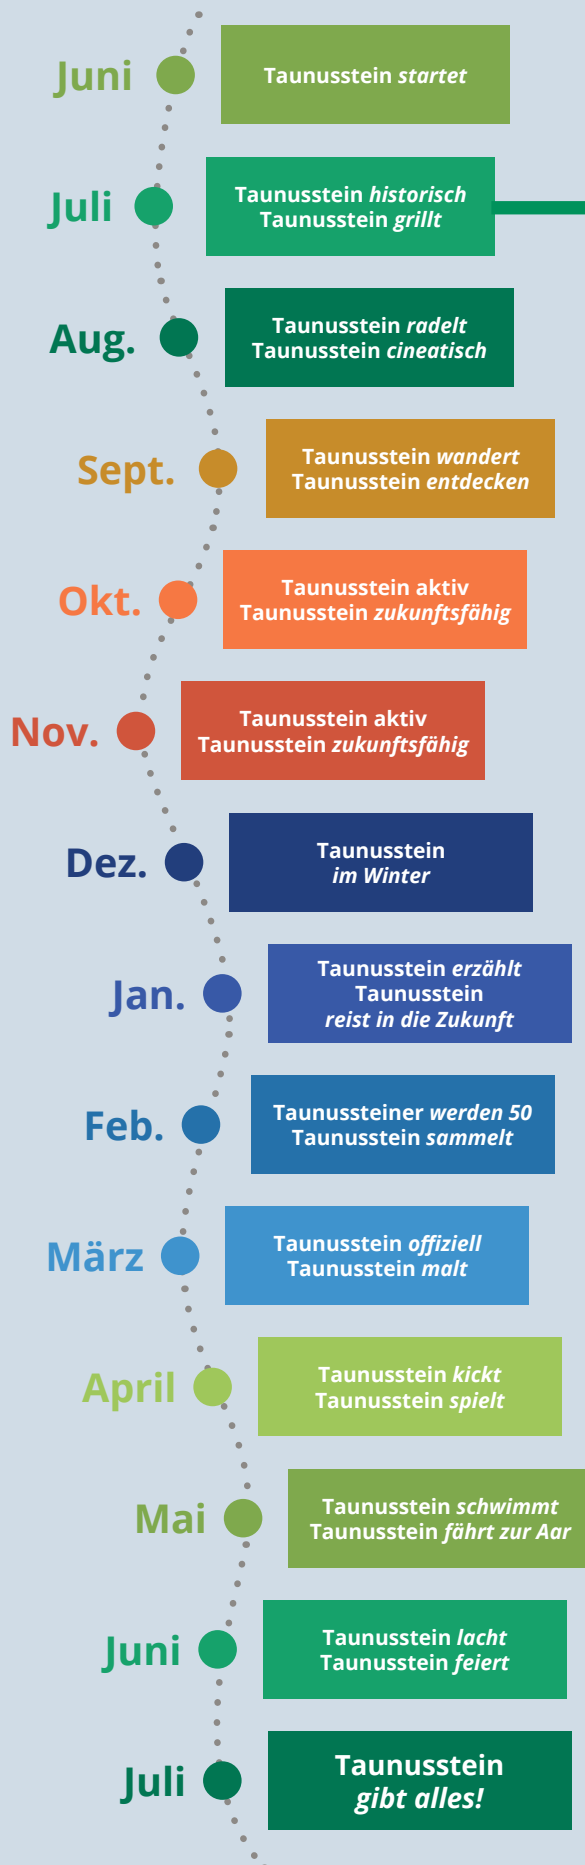 Juni
Taunusstein startet
Juli
Taunusstein historisch
Taunusstein grillt
Aug.
Taunusstein radelt
Taunusstein cineatisch
Sept.
Taunusstein wandert
Taunusstein entdecken
Okt.
Taunusstein aktiv
Taunusstein zukunftsfähig
Nov.
Taunusstein aktiv
Taunusstein zukunftsfähig
Dez.
Taunusstein
im Winter
Jan.
Taunusstein erzählt
Taunusstein
reist in die Zukunft
Feb.
Taunussteiner werden 50
Taunusstein sammelt
März
Taunusstein offiziell
Taunusstein malt
April
Taunusstein kickt
Taunusstein spielt
Mai
Taunusstein schwimmt
Taunusstein fährt zur Aar
Juni
Taunusstein lacht
Taunusstein feiert
Juli
Taunusstein
gibt alles!